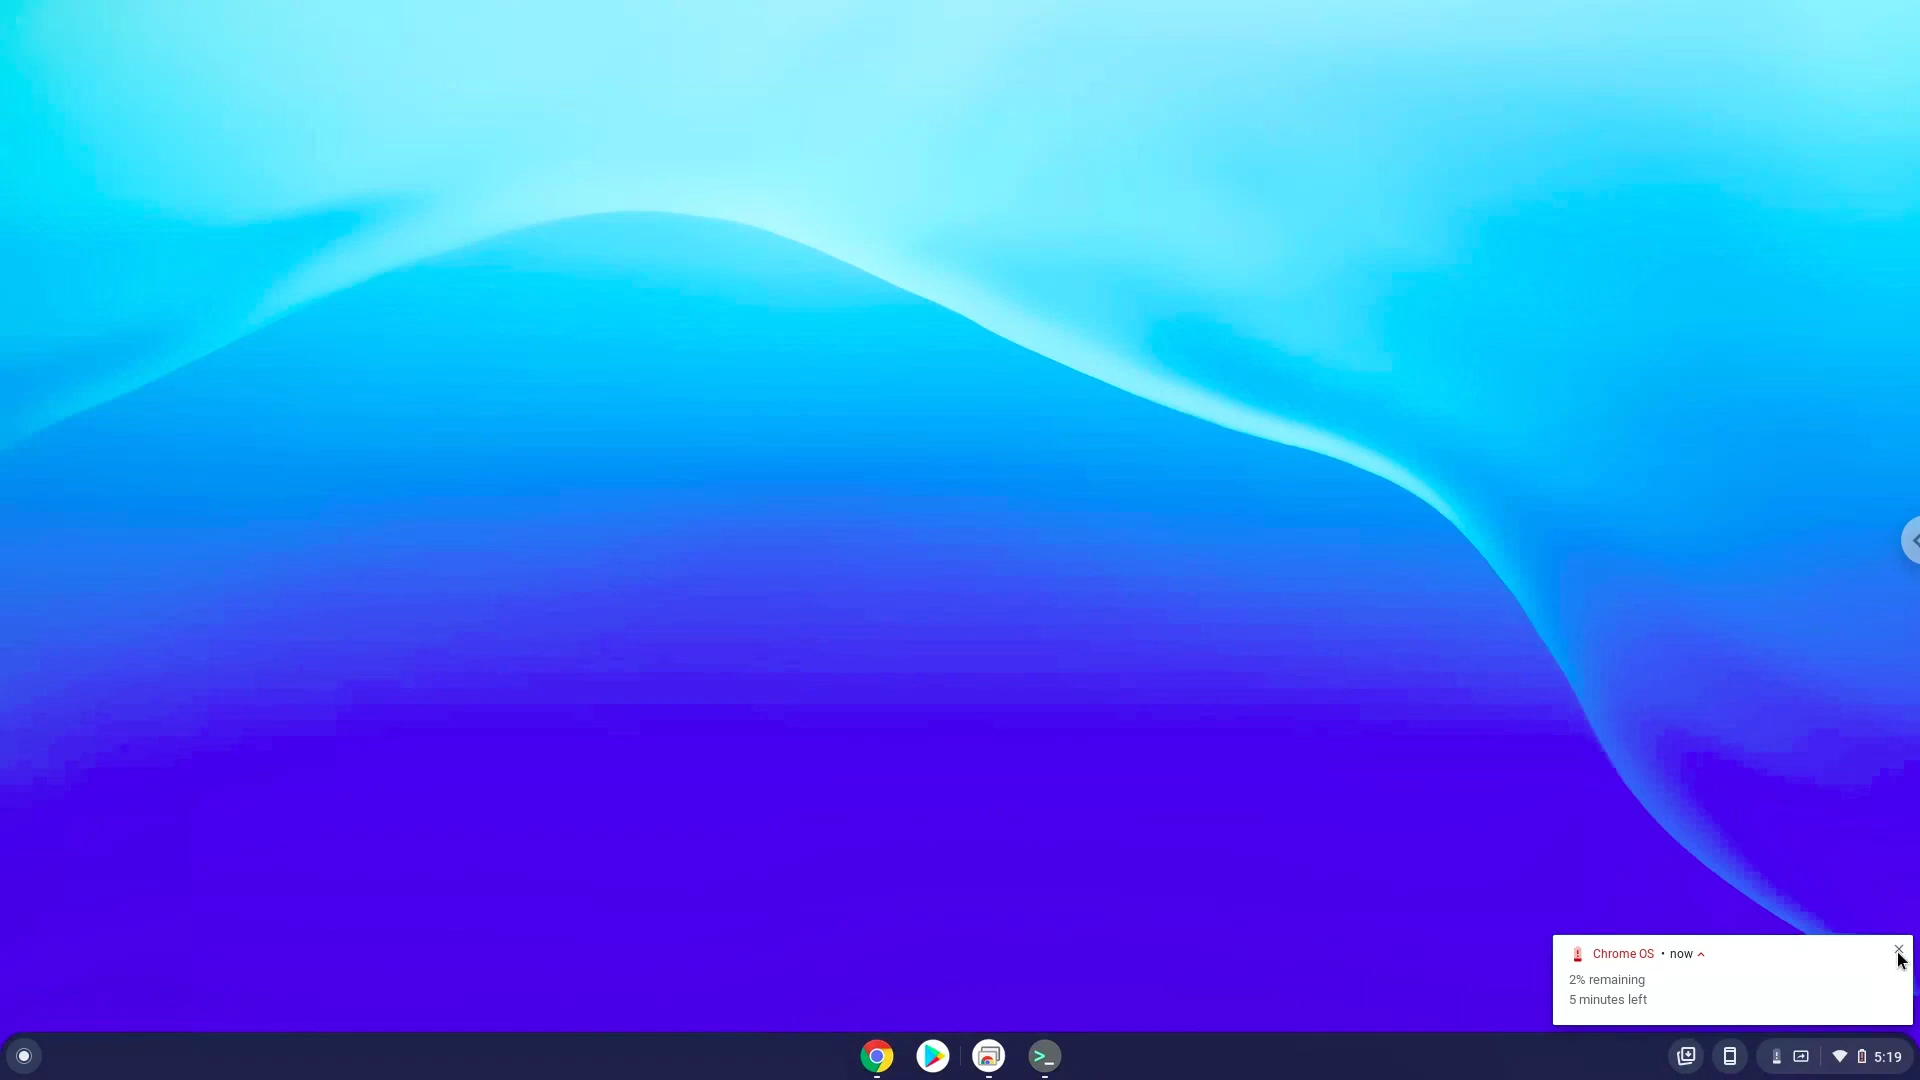 Chrome OS • now
2% remaining
5 minutes left
>_
5:19